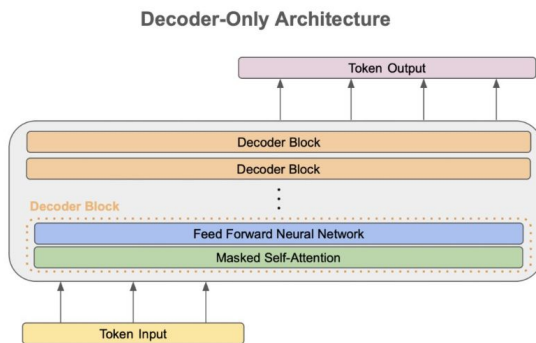 Decoder-Only Architecture
Token Output
Decoder Block
Decoder Block
Decoder Block
Feed Forward Neural Network
Masked Self-Attention
Token Input